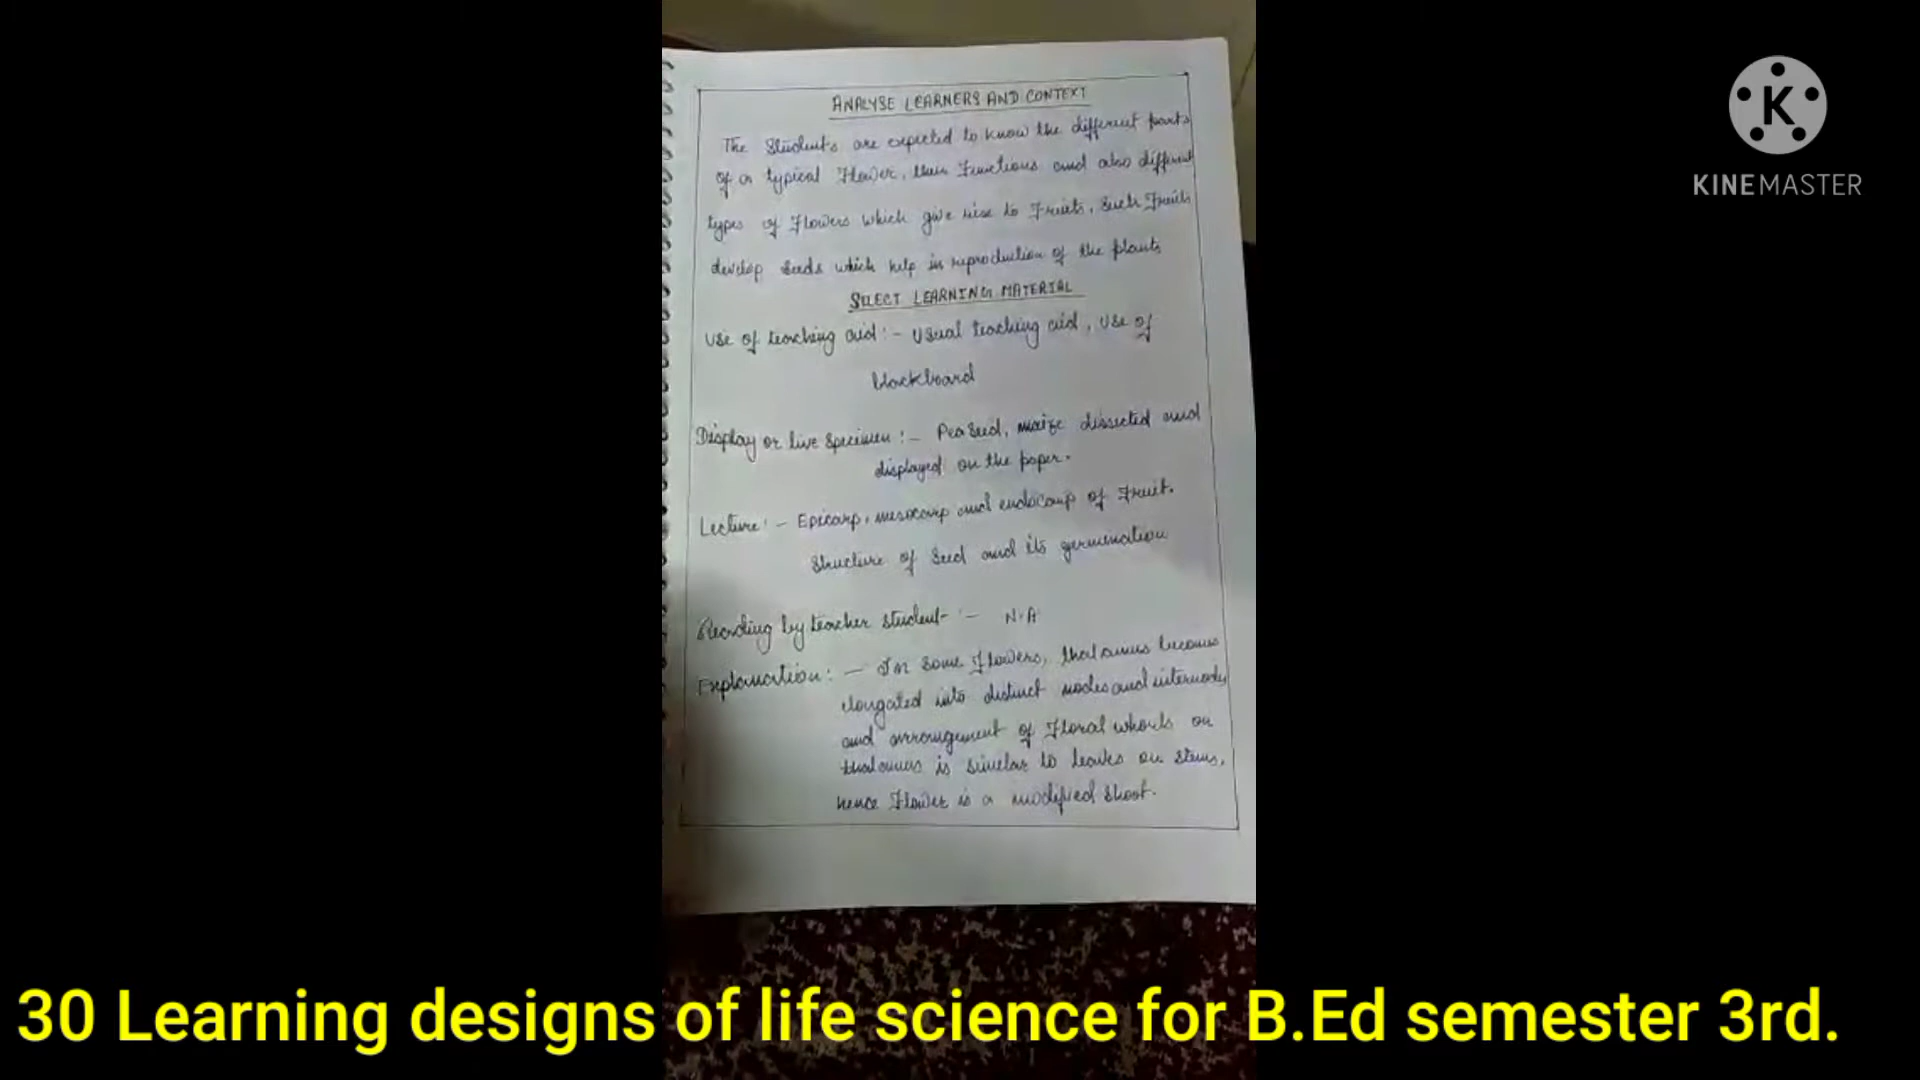 ANALYSE LEARNERS AND CONTEXT
The Students are expected to know the different parts
of a typical Flower, their Functions and also different
types of Flowers which give rise to Fruits, Such Fruits
develop Seeds which help in reproduction of the plants
SELECT LEARNING MATERIAL
Use of teaching aid :- Usual teaching aid, Use of
blackboard
Display or live specimen :- Pea Seed, maize dissected and
displayed on the paper.
Lecture :- Epicarp, mesocarp and endocarp of Fruit.
Structure of Seed and its germination
Reading by teacher student :- N.A
Explanation :- In Some Flowers, thalamus becomes
elongated into distinct nodes and internodes
and arrangement of Floral whorls on
thalamus is similar to leaves on stems,
hence Flower is a modified shoot.
K
KINEMASTER
30 Learning designs of life science for B.Ed semester 3rd.